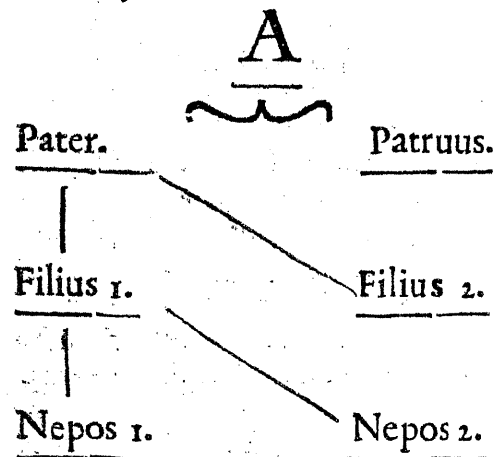 A
Pater. Patruus.
Filius 1. Filius 2.
Nepos 1. Nepos 2.